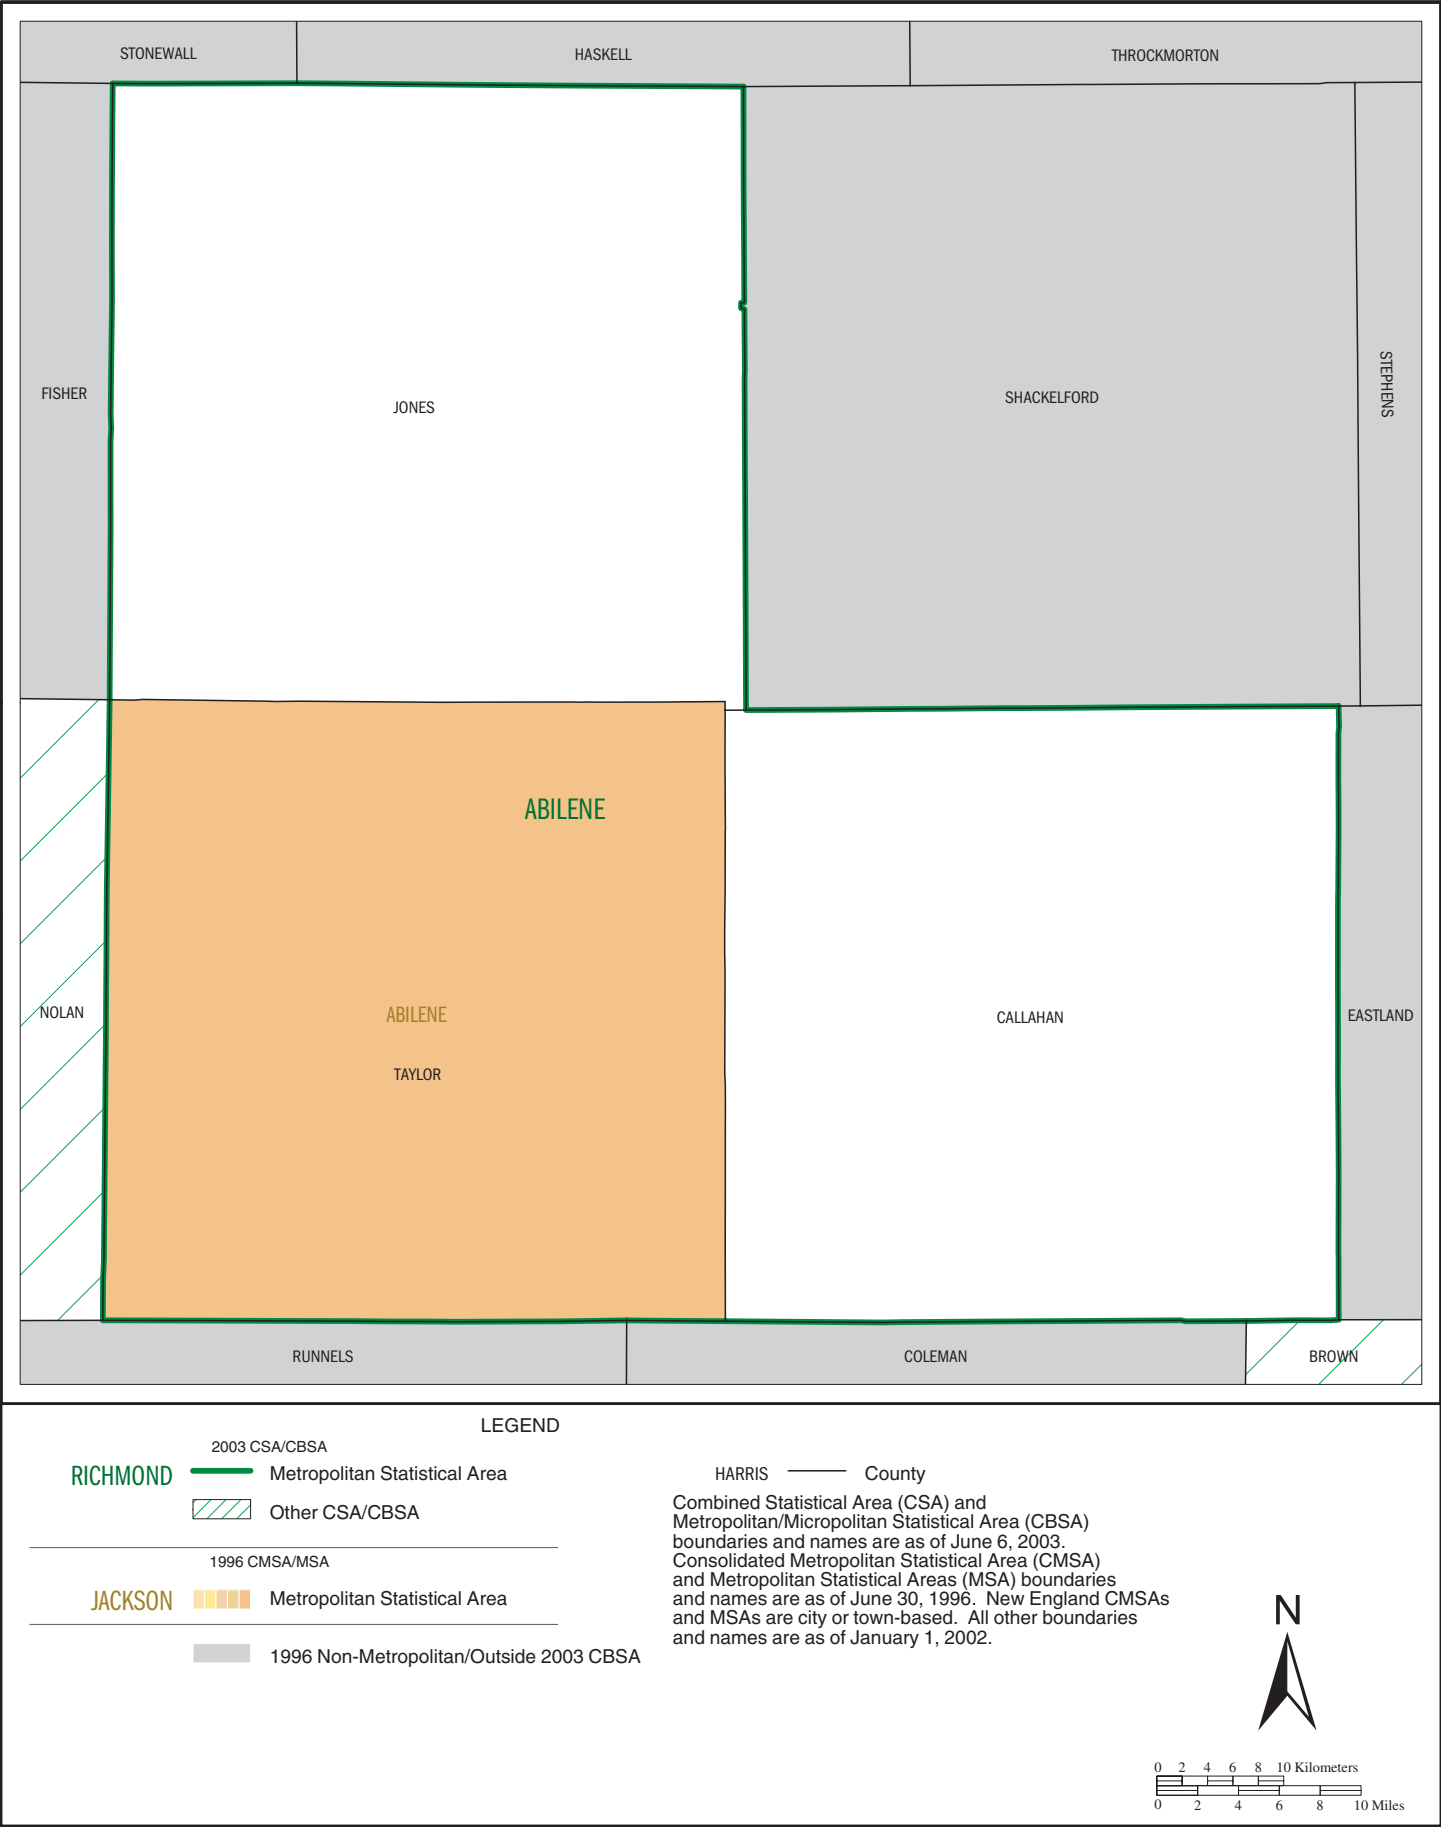 STONEWALL
HASKELL
THROCKMORTON
FISHER
JONES
SHACKELFORD
STEPHENS
ABILENE
NOLAN
ABILENE
TAYLOR
CALLAHAN
EASTLAND
RUNNELS
COLEMAN
BROWN
LEGEND
2003 CSA/CBSA
RICHMOND Metropolitan Statistical Area
Other CSA/CBSA
1996 CMSA/MSA
JACKSON Metropolitan Statistical Area
1996 Non-Metropolitan/Outside 2003 CBSA
HARRIS County
Combined Statistical Area (CSA) and
Metropolitan/Micropolitan Statistical Area (CBSA)
boundaries and names are as of June 6, 2003.
Consolidated Metropolitan Statistical Area (CMSA)
and Metropolitan Statistical Areas (MSA) boundaries
and names are as of June 30, 1996. New England CMSAs
and MSAs are city or town-based. All other boundaries
and names are as of January 1, 2002.
N
0 2 4 6 8 10 Kilometers
0 2 4 6 8 10 Miles